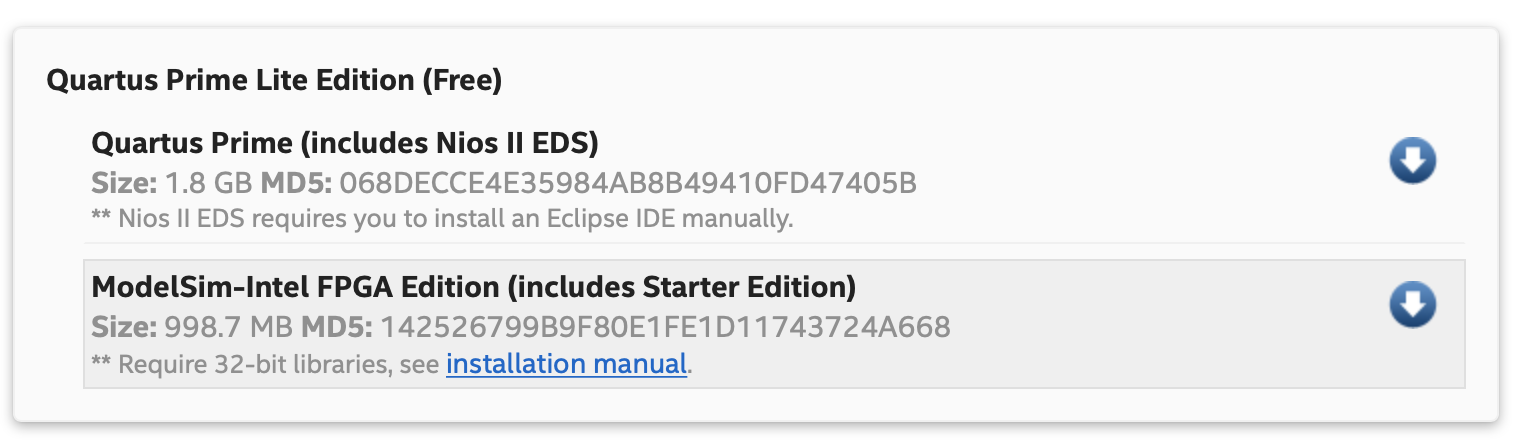 Quartus Prime Lite Edition (Free)
Quartus Prime (includes Nios II EDS)
Size: 1.8 GB MD5: 068DECCE4E35984AB8B49410FD47405B
** Nios II EDS requires you to install an Eclipse IDE manually.
ModelSim-Intel FPGA Edition (includes Starter Edition)
Size: 998.7 MB MD5: 142526799B9F80E1FE1D11743724A668
** Require 32-bit libraries, see installation manual.